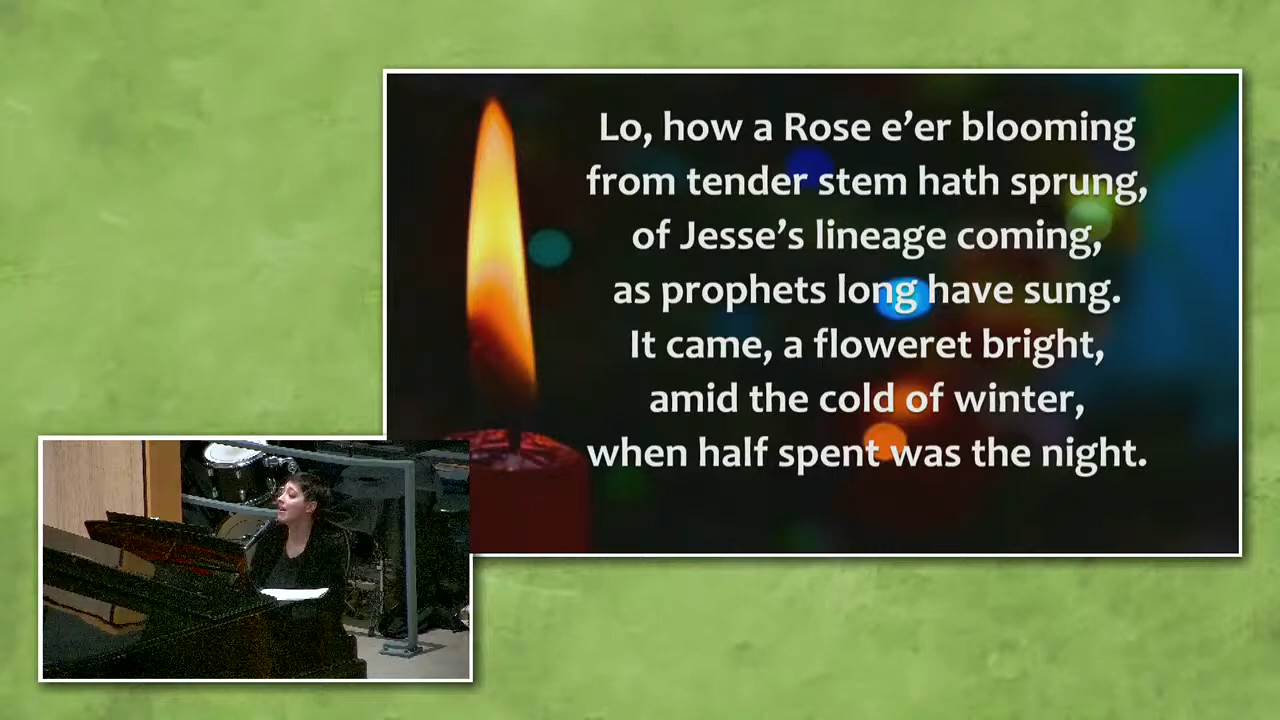 Lo, how a Rose e’er blooming
from tender stem hath sprung,
of Jesse’s lineage coming,
as prophets long have sung.
It came, a floweret bright,
amid the cold of winter,
when half spent was the night.